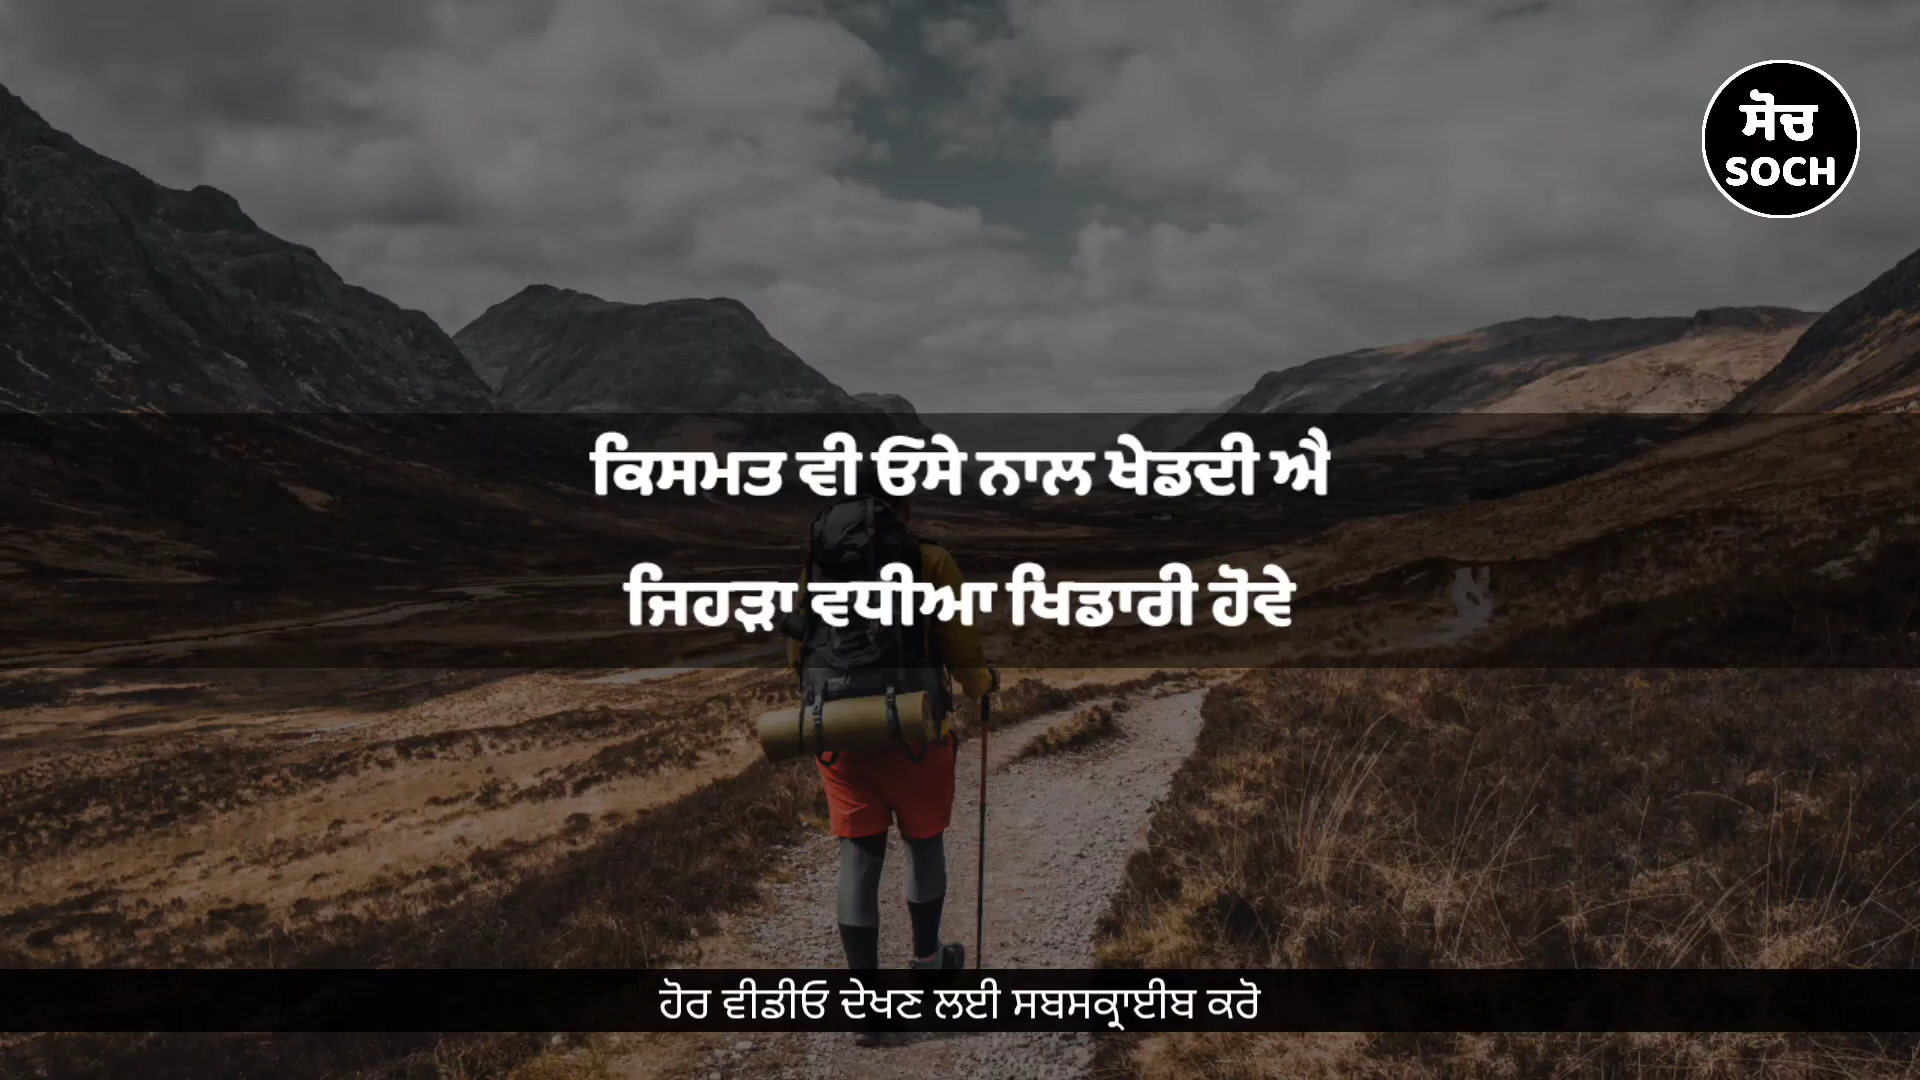 ਸੋਚ
SOCH
ਕਿਸਮਤ ਵੀ ਓਸੇ ਨਾਲ ਖੇਡਦੀ ਐ
ਜਿਹੜਾ ਵਧੀਆ ਖਿਡਾਰੀ ਹੋਵੇ
ਹੋਰ ਵੀਡੀਓ ਦੇਖਣ ਲਈ ਸਬਸਕ੍ਰਾਈਬ ਕਰੋ